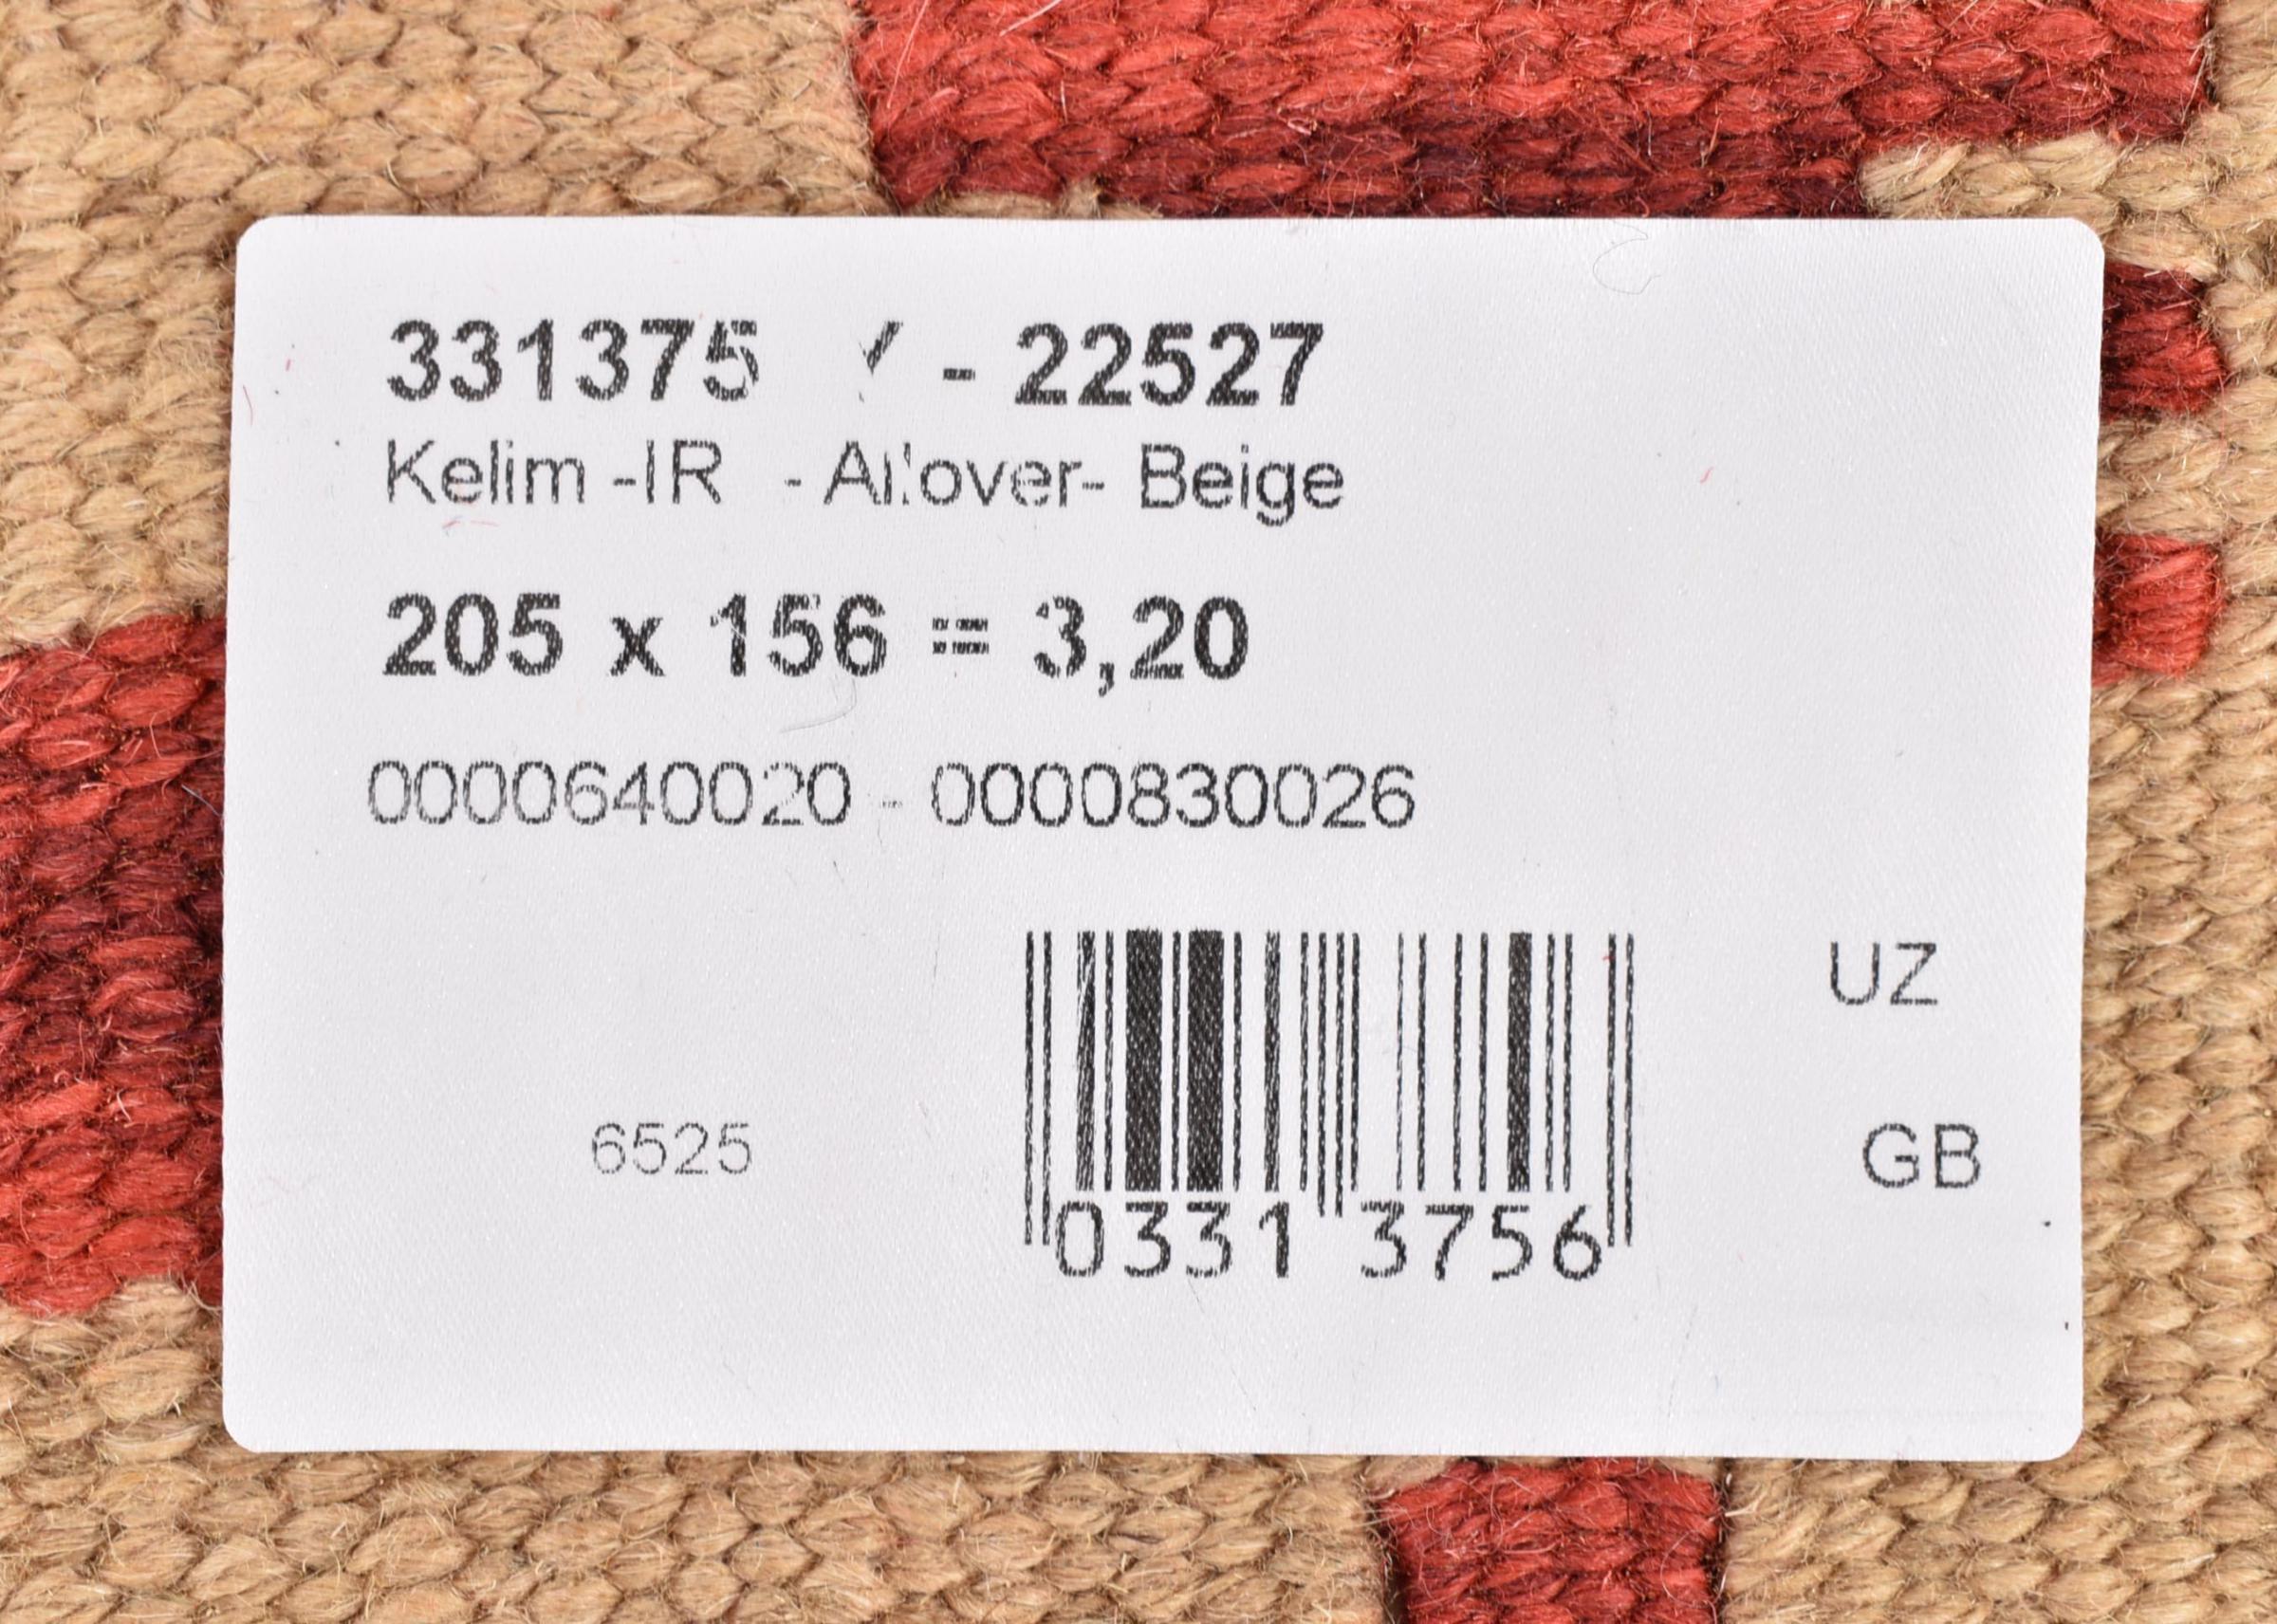 331375 - 22527
Kelim -IR - Allover- Beige
205 x 156 = 3,20
0000640020 - 0000830026
UZ
6525
GB
0331 3756